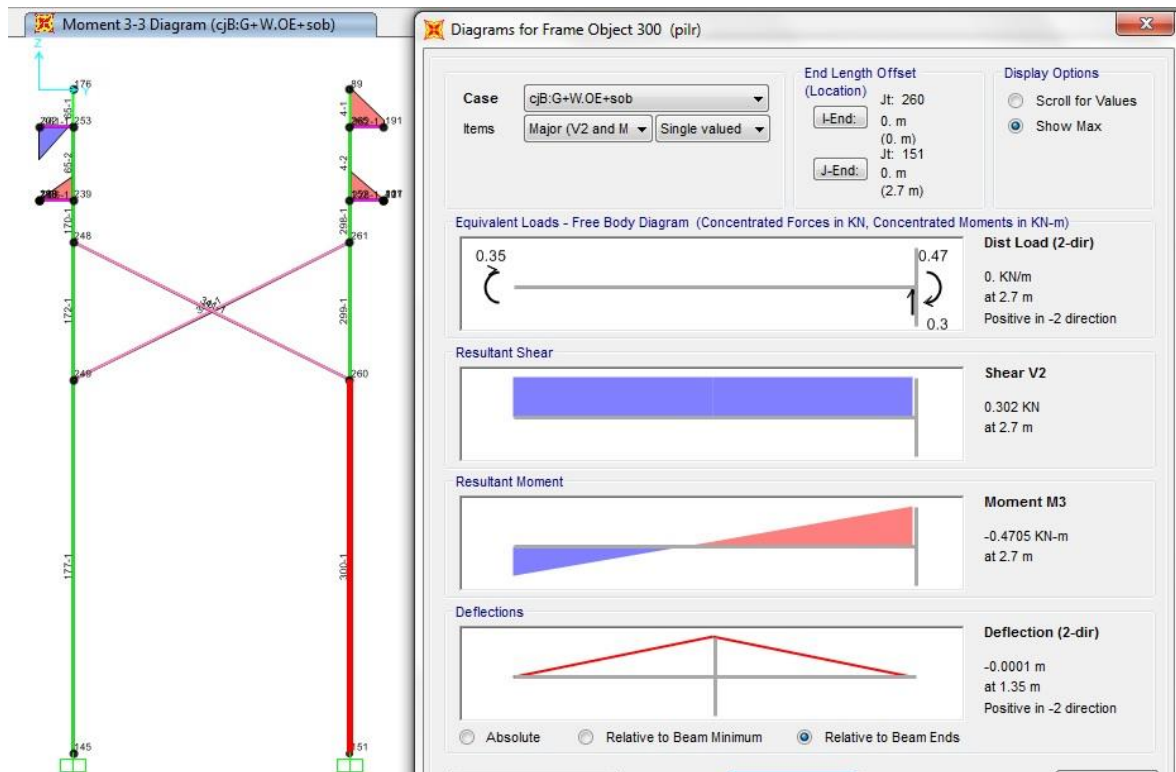 Moment 3-3 Diagram (cjB:G+W.OE+sob)
Z
Y
176
65-1
253
65-2
239
170-1
248
172-1
249
177-1
145
89
4-1
191
4-2
298-1
261
299-1
260
300-1
151
Diagrams for Frame Object 300 (pilr)
Case
cjB:G+W.OE+sob
Items
Major (V2 and M
Single valued
End Length Offset
(Location)
I-End:
Jt: 260
0. m
(0. m)
J-End:
Jt: 151
0. m
(2.7 m)
Display Options
Scroll for Values
Show Max
Equivalent Loads - Free Body Diagram (Concentrated Forces in KN, Concentrated Moments in KN-m)
0.35
0.47
0.3
Dist Load (2-dir)
0. KN/m
at 2.7 m
Positive in -2 direction
Resultant Shear
Shear V2
0.302 KN
at 2.7 m
Resultant Moment
Moment M3
-0.4705 KN-m
at 2.7 m
Deflections
Deflection (2-dir)
-0.0001 m
at 1.35 m
Positive in -2 direction
Absolute
Relative to Beam Minimum
Relative to Beam Ends